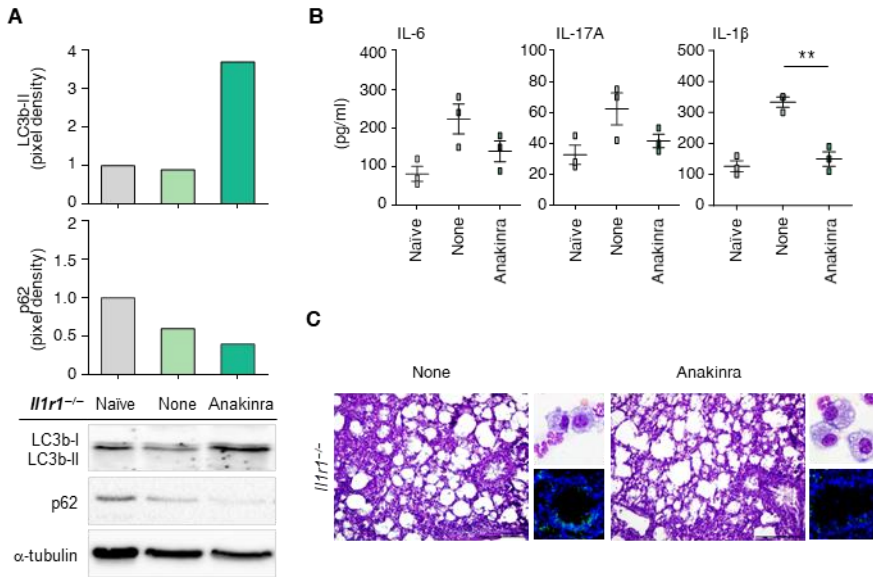 A
LC3b-II
(pixel density)
4
3
2
1
0
p62
(pixel density)
2
1.5
1.0
0.5
0
Il1r1−/− Naïve None Anakinra
LC3b-I
LC3b-II
p62
α-tubulin
B
(pg/ml)
IL-6
400
300
200
100
0
Naïve
None
Anakinra
IL-17A
100
80
60
40
20
0
Naïve
None
Anakinra
IL-1β
**
500
400
300
200
100
0
Naïve
None
Anakinra
C
None Anakinra
Il1r1−/−